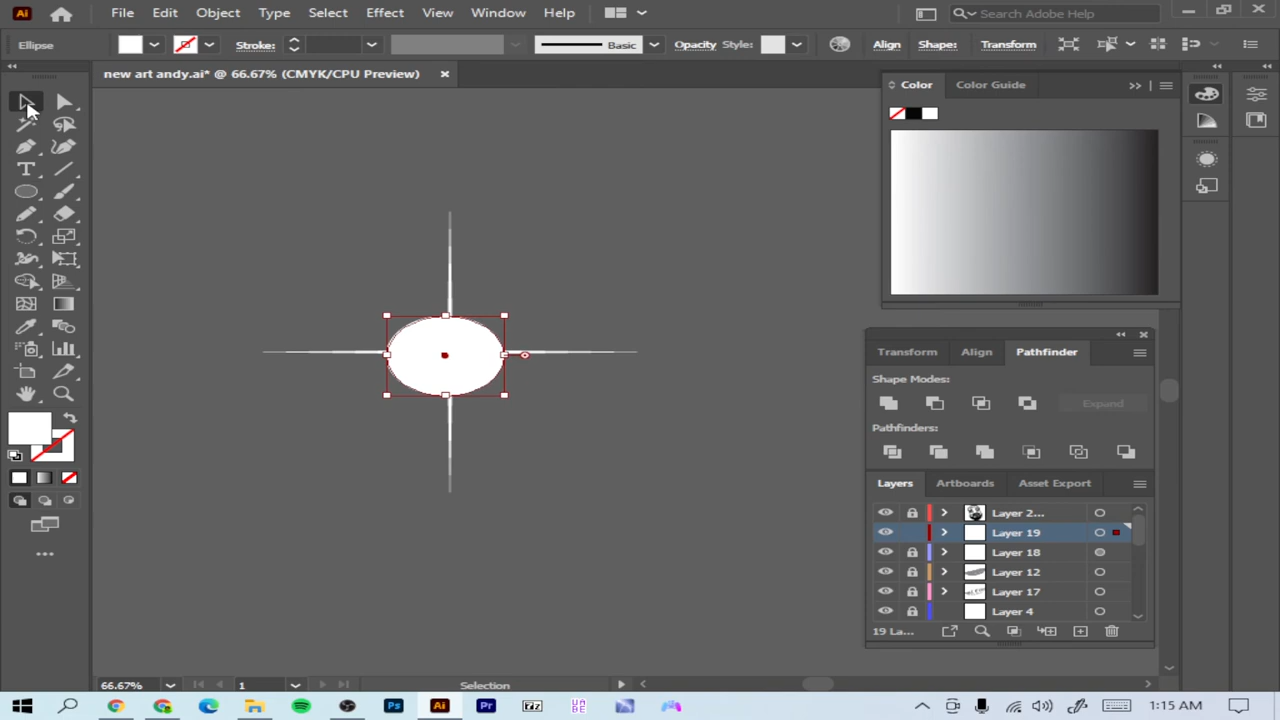 Ai File Edit Object Type Select Effect View Window Help Search Adobe Help
Ellipse Stroke: Basic Opacity Style: Align Shape: Transform
new art andy.ai* @ 66.67% (CMYK/CPU Preview)
Color Color Guide
Transform Align Pathfinder
Shape Modes:
Expand
Pathfinders:
Layers Artboards Asset Export
Layer 2...
Layer 19
Layer 18
Layer 12
Layer 17
Layer 4
19 La...
66.67% 1 Selection
Ps Ai Pr 1:15 AM